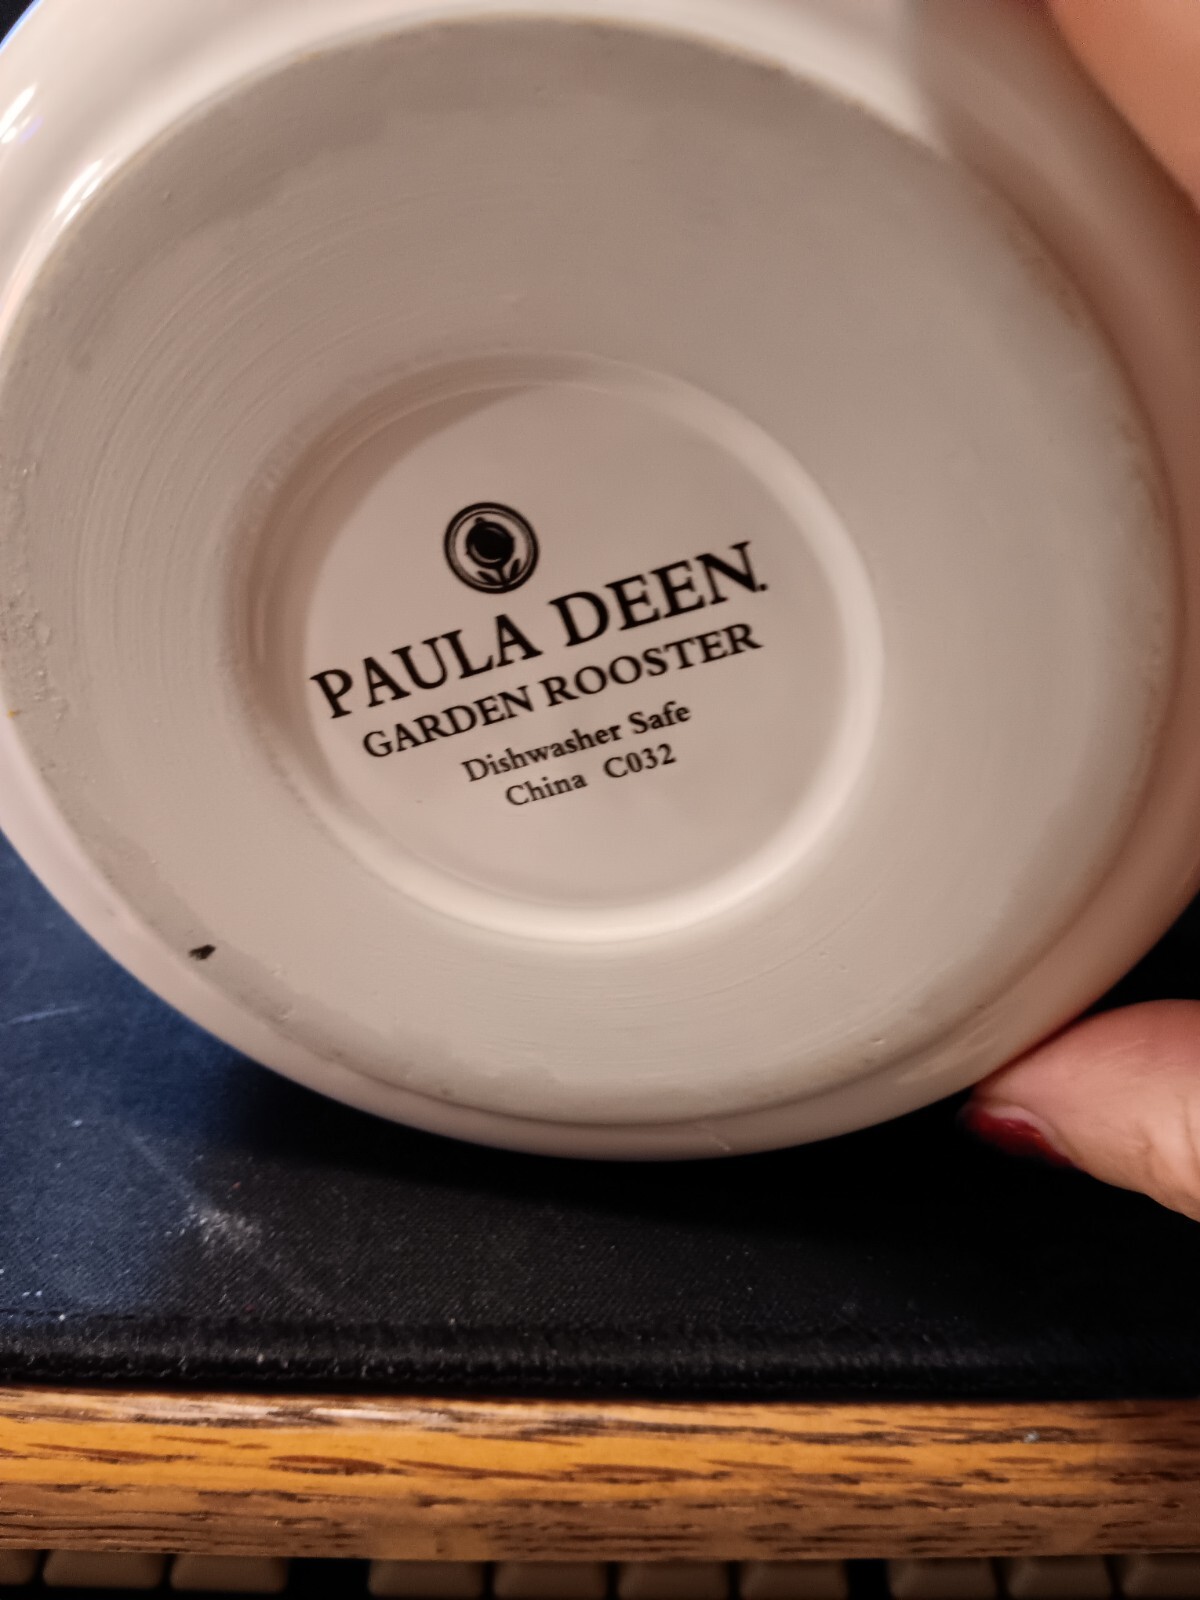 PAULA DEEN.
GARDEN ROOSTER
Dishwasher Safe
China C032